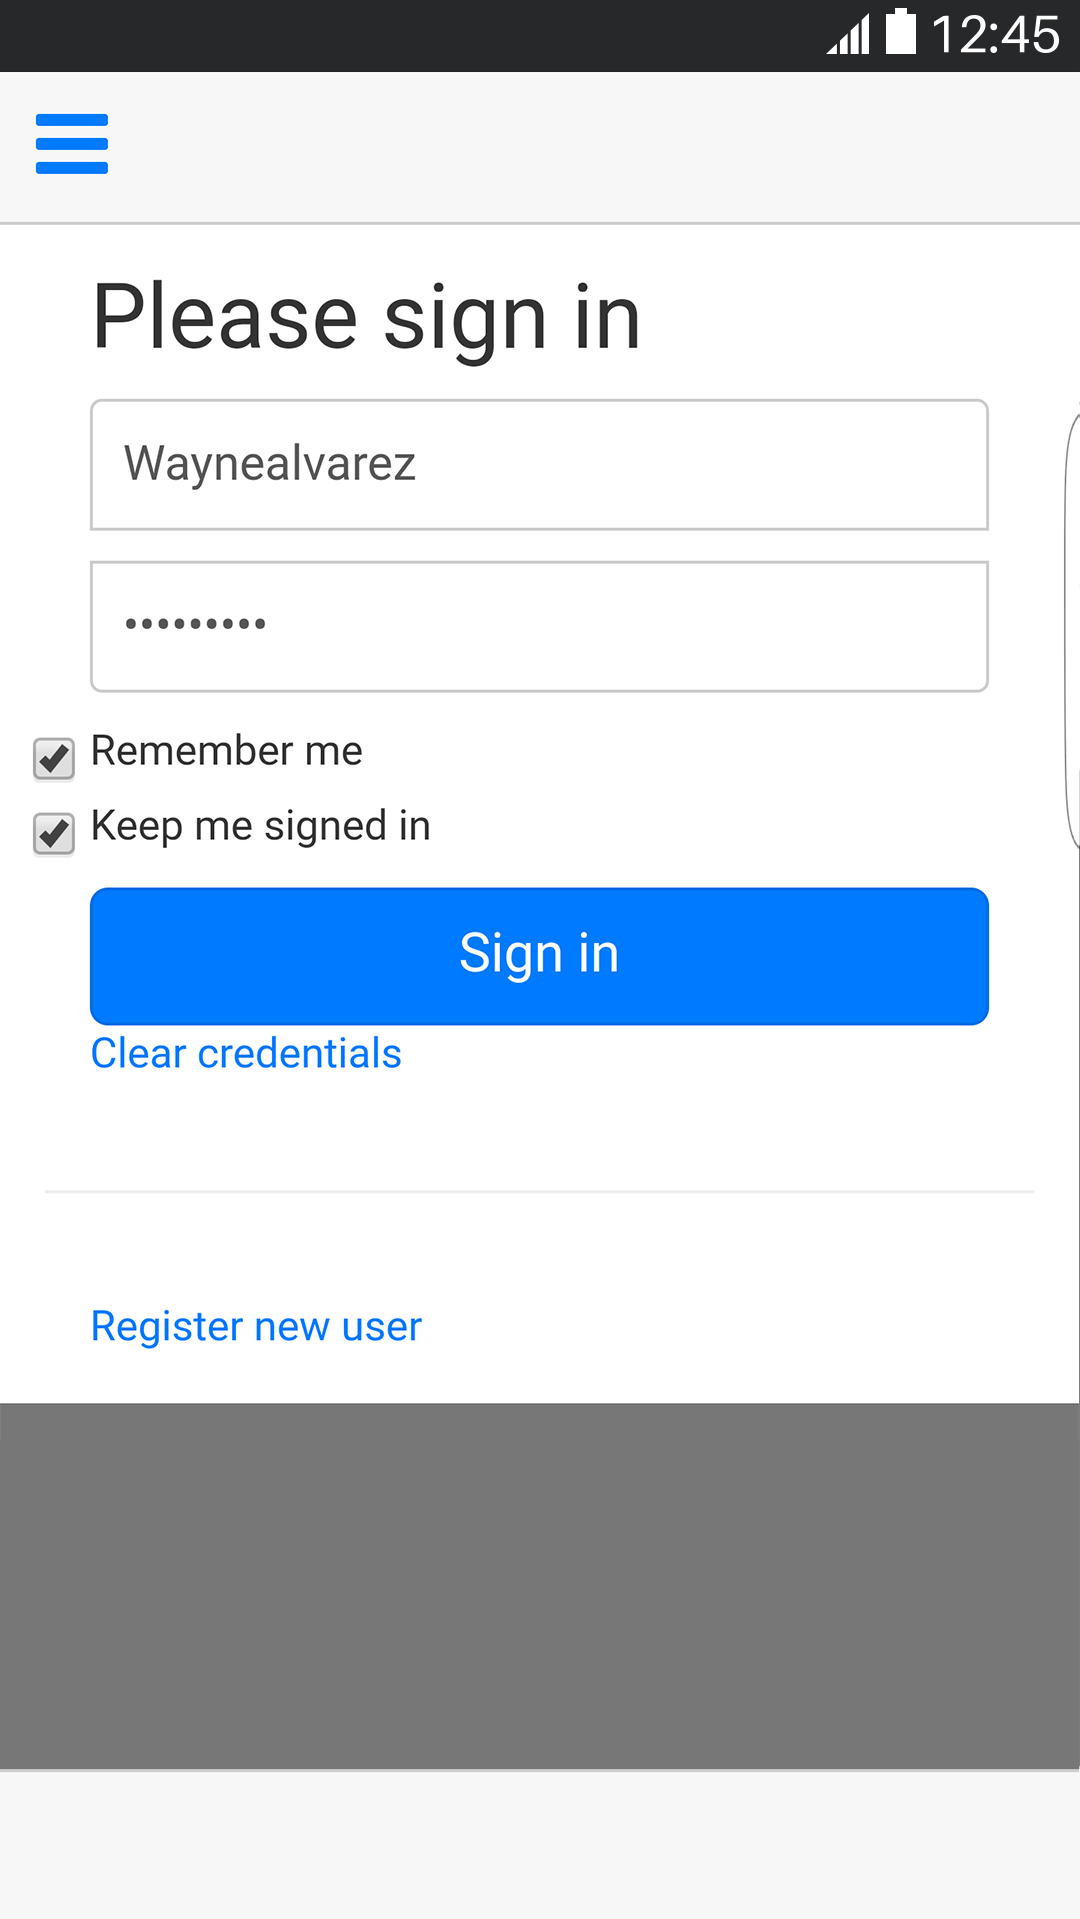 12:45
Please sign in
Waynealvarez
•••••••••
Remember me
Keep me signed in
Sign in
Clear credentials
Register new user